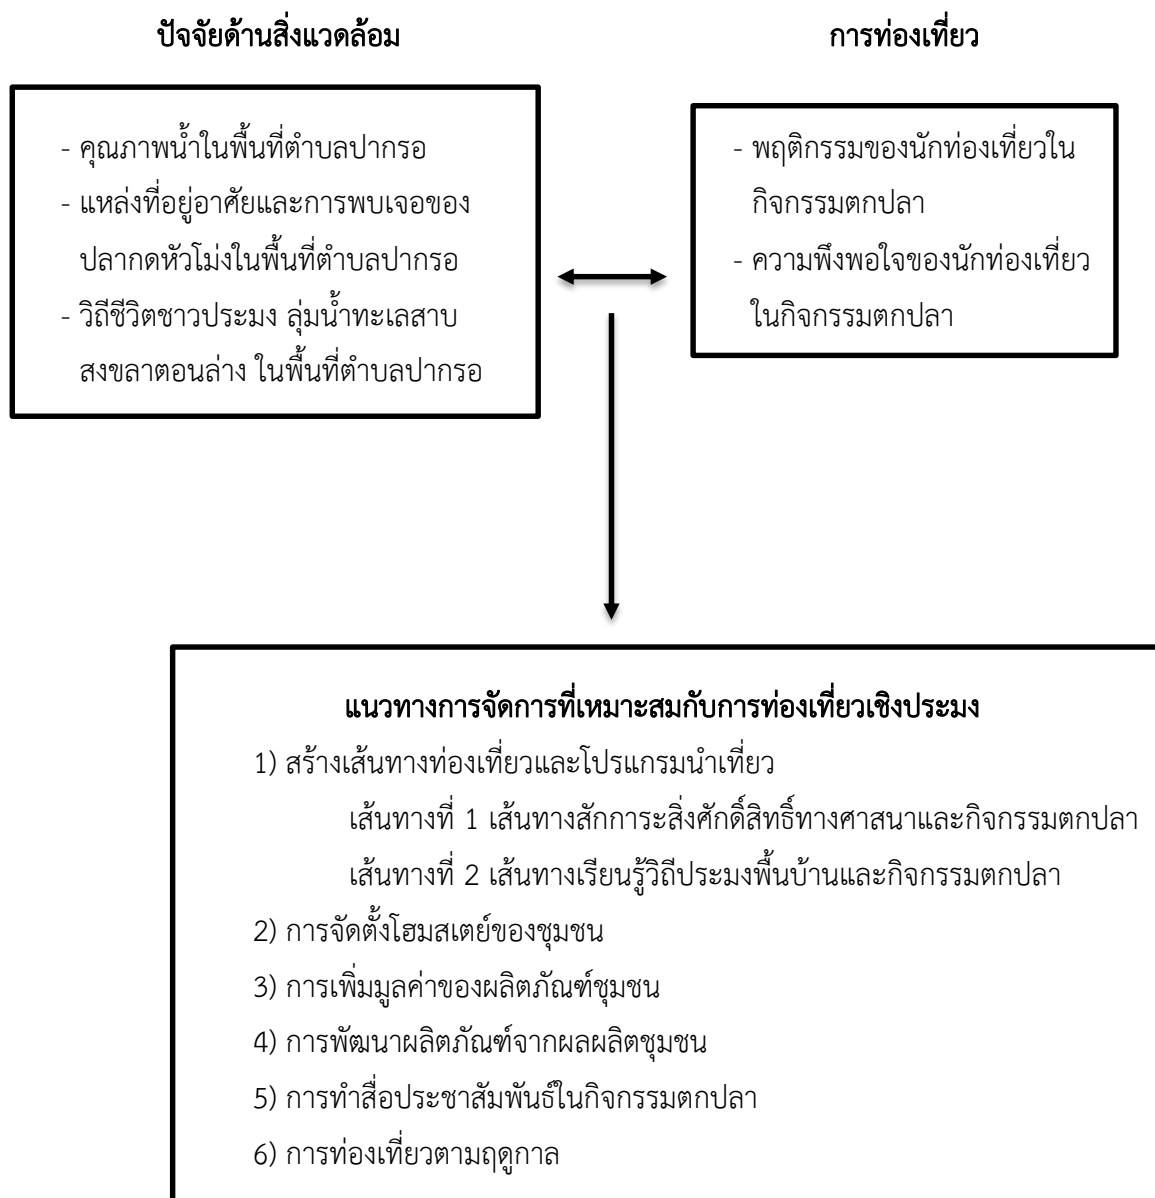 ปัจจัยด้านสิ่งแวดล้อม
- คุณภาพน้ำในพื้นที่ตำบลปากรอ
- แหล่งที่อยู่อาศัยและการพบเจอของ
ปลากดหัวโม่งในพื้นที่ตำบลปากรอ
- วิถีชีวิตชาวประมง ลุ่มน้ำทะเลสาบ
สงขลาตอนล่าง ในพื้นที่ตำบลปากรอ
การท่องเที่ยว
- พฤติกรรมของนักท่องเที่ยวใน
กิจกรรมตกปลา
- ความพึงพอใจของนักท่องเที่ยว
ในกิจกรรมตกปลา
แนวทางการจัดการที่เหมาะสมกับการท่องเที่ยวเชิงประมง
1) สร้างเส้นทางท่องเที่ยวและโปรแกรมนำเที่ยว
เส้นทางที่ 1 เส้นทางสักการะสิ่งศักดิ์สิทธิ์ทางศาสนาและกิจกรรมตกปลา
เส้นทางที่ 2 เส้นทางเรียนรู้วิถีประมงพื้นบ้านและกิจกรรมตกปลา
2) การจัดตั้งโฮมสเตย์ของชุมชน
3) การเพิ่มมูลค่าของผลิตภัณฑ์ชุมชน
4) การพัฒนาผลิตภัณฑ์จากผลผลิตชุมชน
5) การทำสื่อประชาสัมพันธ์ในกิจกรรมตกปลา
6) การท่องเที่ยวตามฤดูกาล